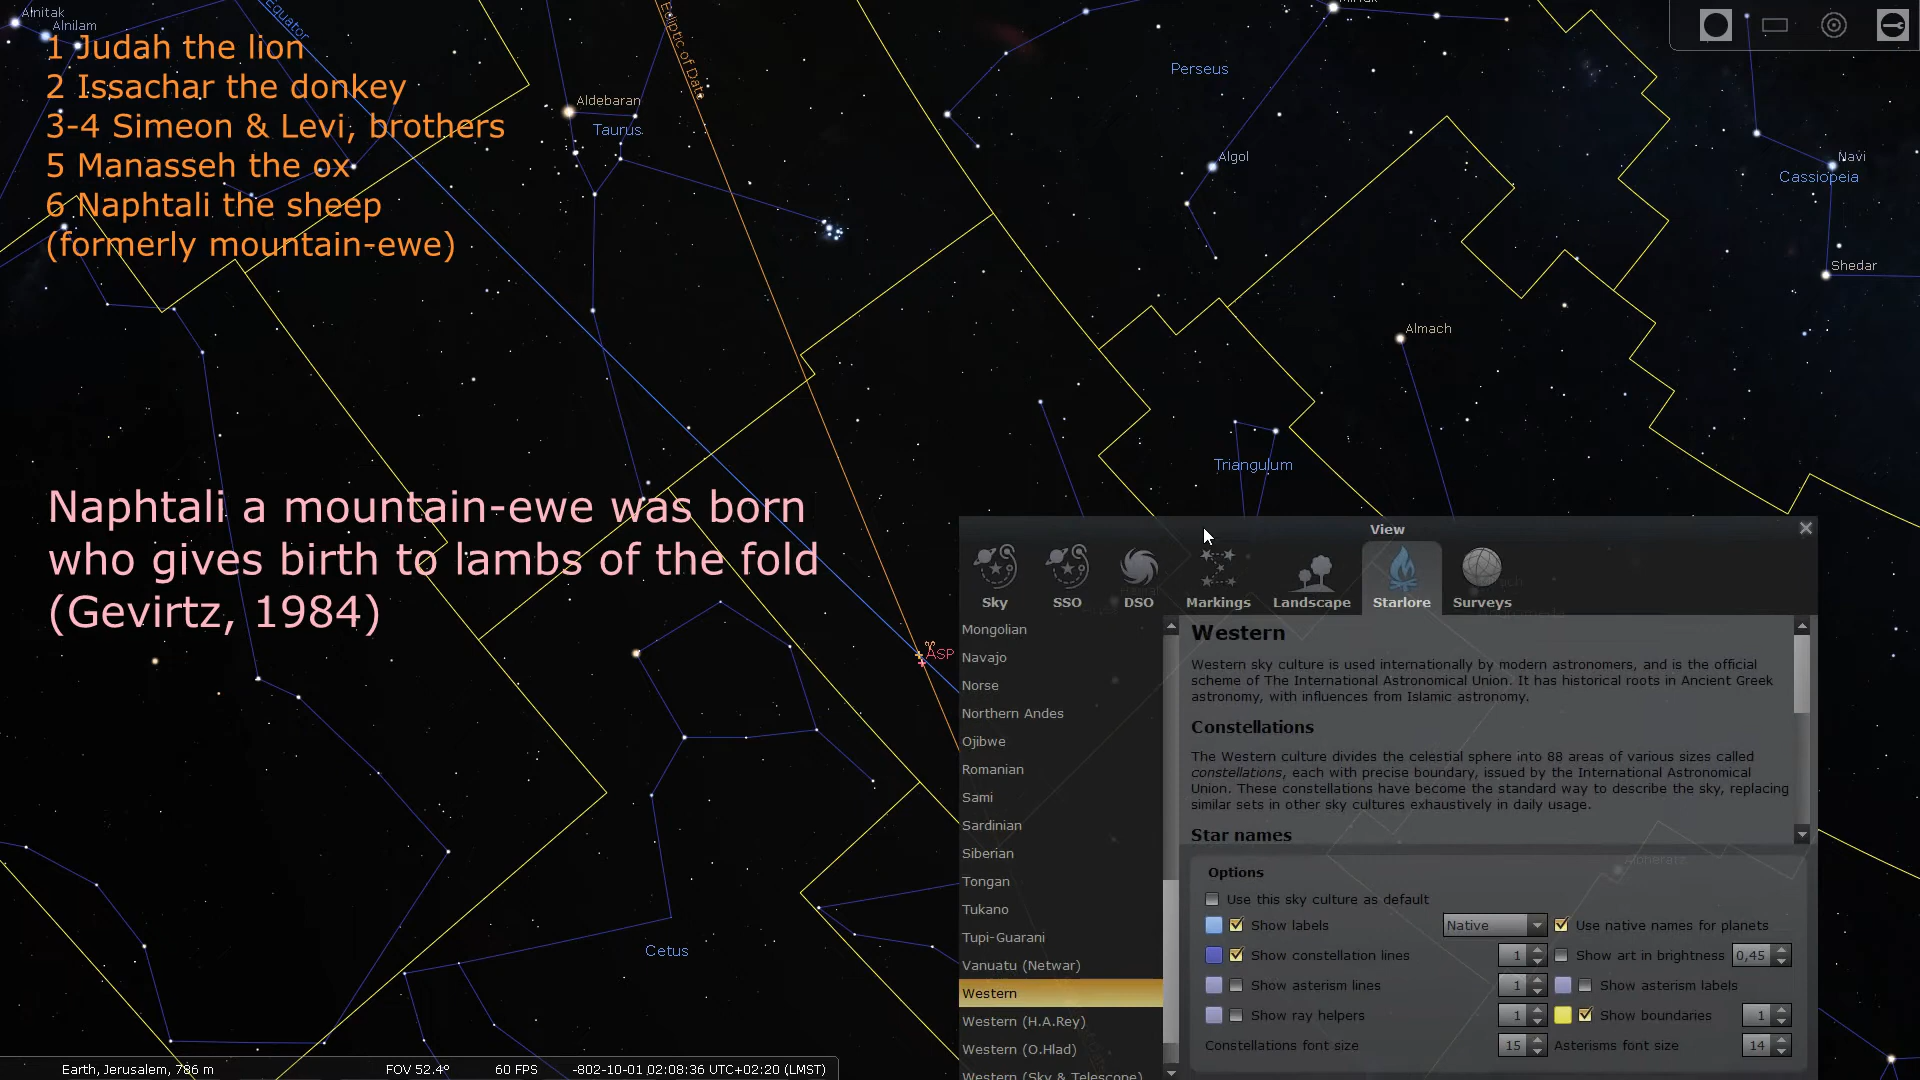 Alnitak
Alnilam
Equator
Ecliptic of Date
1 Judah the lion
2 Issachar the donkey
3-4 Simeon & Levi, brothers
5 Manasseh the ox
6 Naphtali the sheep
(formerly mountain-ewe)
Aldebaran
Taurus
Perseus
Algol
Navi
Cassiopeia
Shedar
Almach
Triangulum
Naphtali a mountain-ewe was born
who gives birth to lambs of the fold
(Gevirtz, 1984)
ASP
Cetus
View
Sky
SSO
DSO
Markings
Landscape
Starlore
Surveys
Mongolian
Navajo
Norse
Northern Andes
Ojibwe
Romanian
Sami
Sardinian
Siberian
Tongan
Tukano
Tupi-Guarani
Vanuatu (Netwar)
Western
Western (H.A.Rey)
Western (O.Hlad)
Western (Sky & Telescope)
Western
Western sky culture is used internationally by modern astronomers, and is the official
scheme of The International Astronomical Union. It has historical roots in Ancient Greek
astronomy, with influences from Islamic astronomy.
Constellations
The Western culture divides the celestial sphere into 88 areas of various sizes called
constellations, each with precise boundary, issued by the International Astronomical
Union. These constellations have become the standard way to describe the sky, replacing
similar sets in other sky cultures exhaustively in daily usage.
Star names
Alpheratz
Options
Use this sky culture as default
Show labels Native Use native names for planets
Show constellation lines 1 Show art in brightness 0,45
Show asterism lines 1 Show asterism labels
Show ray helpers 1 Show boundaries 1
Constellations font size 15 Asterisms font size 14
Earth, Jerusalem, 786 m FOV 52.4° 60 FPS -802-10-01 02:08:36 UTC+02:20 (LMST)